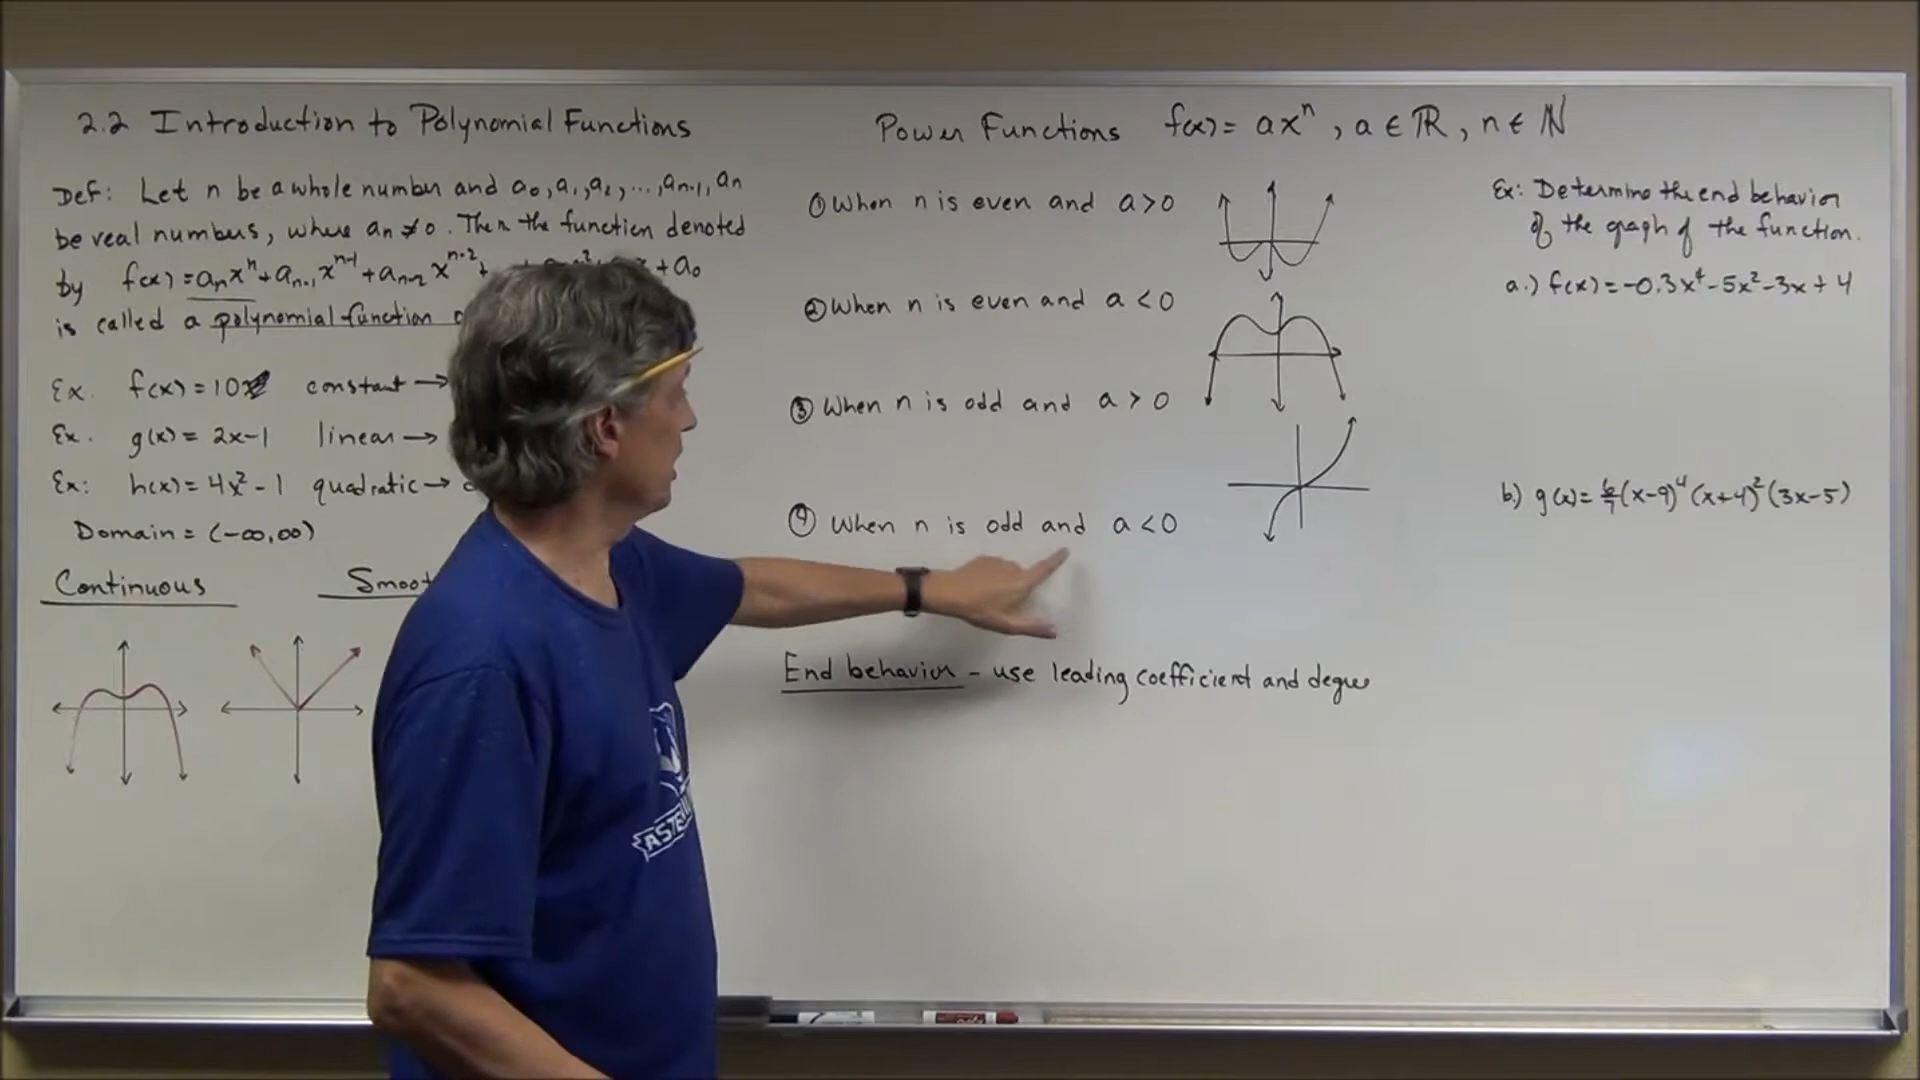 2.2 Introduction to Polynomial Functions
Def: Let n be a whole number and a₀, a₁, a₂, ..., aₙ₋₁, aₙ
be real numbers, where aₙ ≠ 0. Then the function denoted
by f(x) = aₙxⁿ + aₙ₋₁xⁿ⁻¹ + aₙ₋₂xⁿ⁻² + + a₀
is called a polynomial function
Ex. f(x) = 10 constant →
Ex. g(x) = 2x-1 linear →
Ex: h(x) = 4x² - 1 quadratic →
Domain = (-∞,∞)
Continuous
Power Functions f(x) = axⁿ, a ∈ ℝ, n ∈ ℕ
① When n is even and a > 0
② When n is even and a < 0
③ When n is odd and a > 0
④ When n is odd and a < 0
End behavior - use leading coefficient and degree
Ex: Determine the end behavior
of the graph of the function.
a.) f(x) = -0.3x⁴ - 5x² - 3x + 4
b.) g(x) = (x-9)⁴ (x+4)² (3x-5)